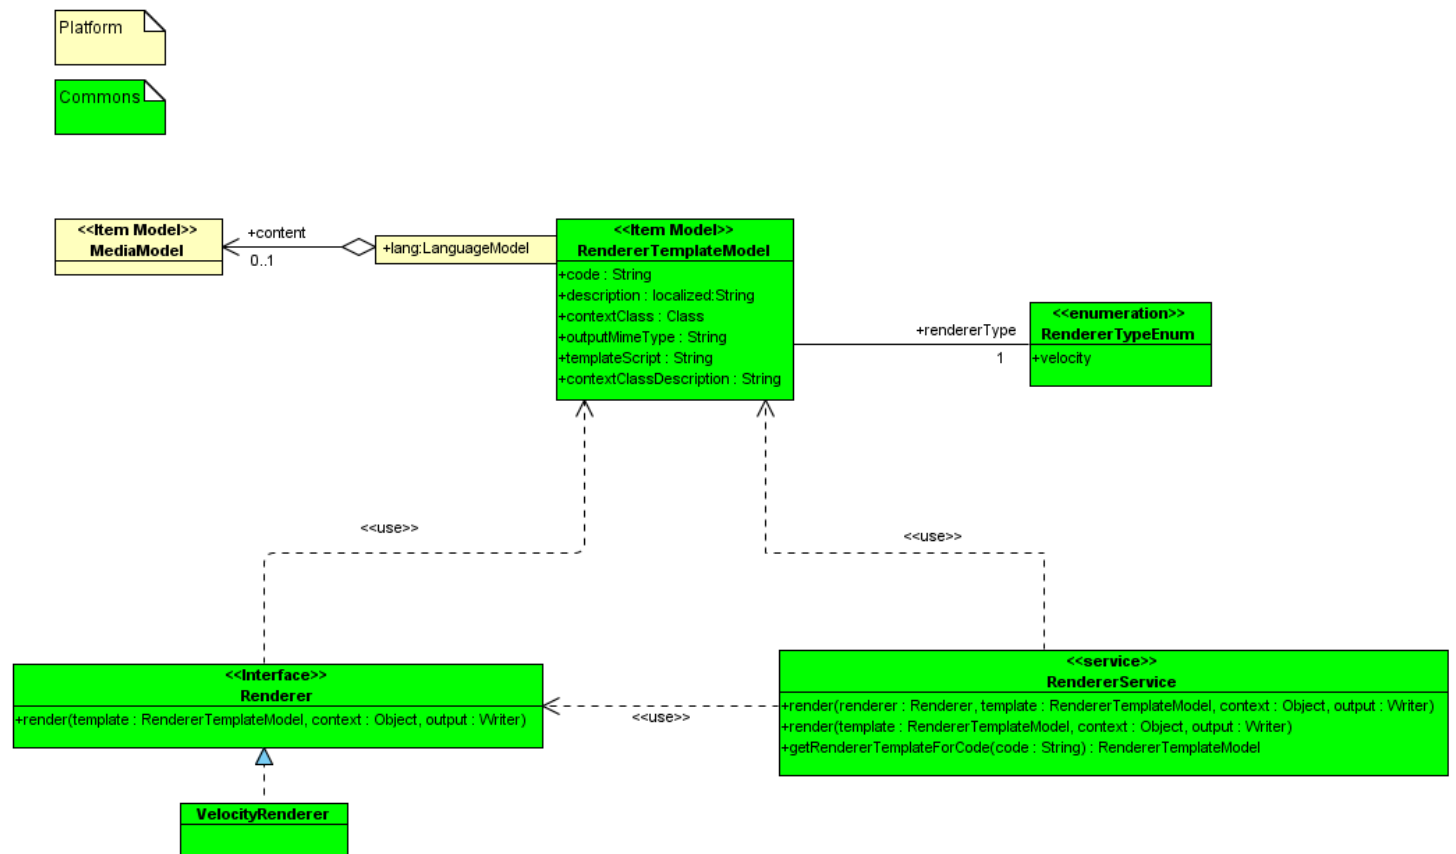 Platform
Commons
<<Item Model>>
MediaModel
+content
0..1
+lang:LanguageModel
<<Item Model>>
RendererTemplateModel
+code : String
+description : localized:String
+contextClass : Class
+outputMimeType : String
+templateScript : String
+contextClassDescription : String
+rendererType
1
<<enumeration>>
RendererTypeEnum
+velocity
<<use>>
<<use>>
<<Interface>>
Renderer
+render(template : RendererTemplateModel, context : Object, output : Writer)
<<use>>
<<service>>
RendererService
+render(renderer : Renderer, template : RendererTemplateModel, context : Object, output : Writer)
+render(template : RendererTemplateModel, context : Object, output : Writer)
+getRendererTemplateForCode(code : String) : RendererTemplateModel
VelocityRenderer